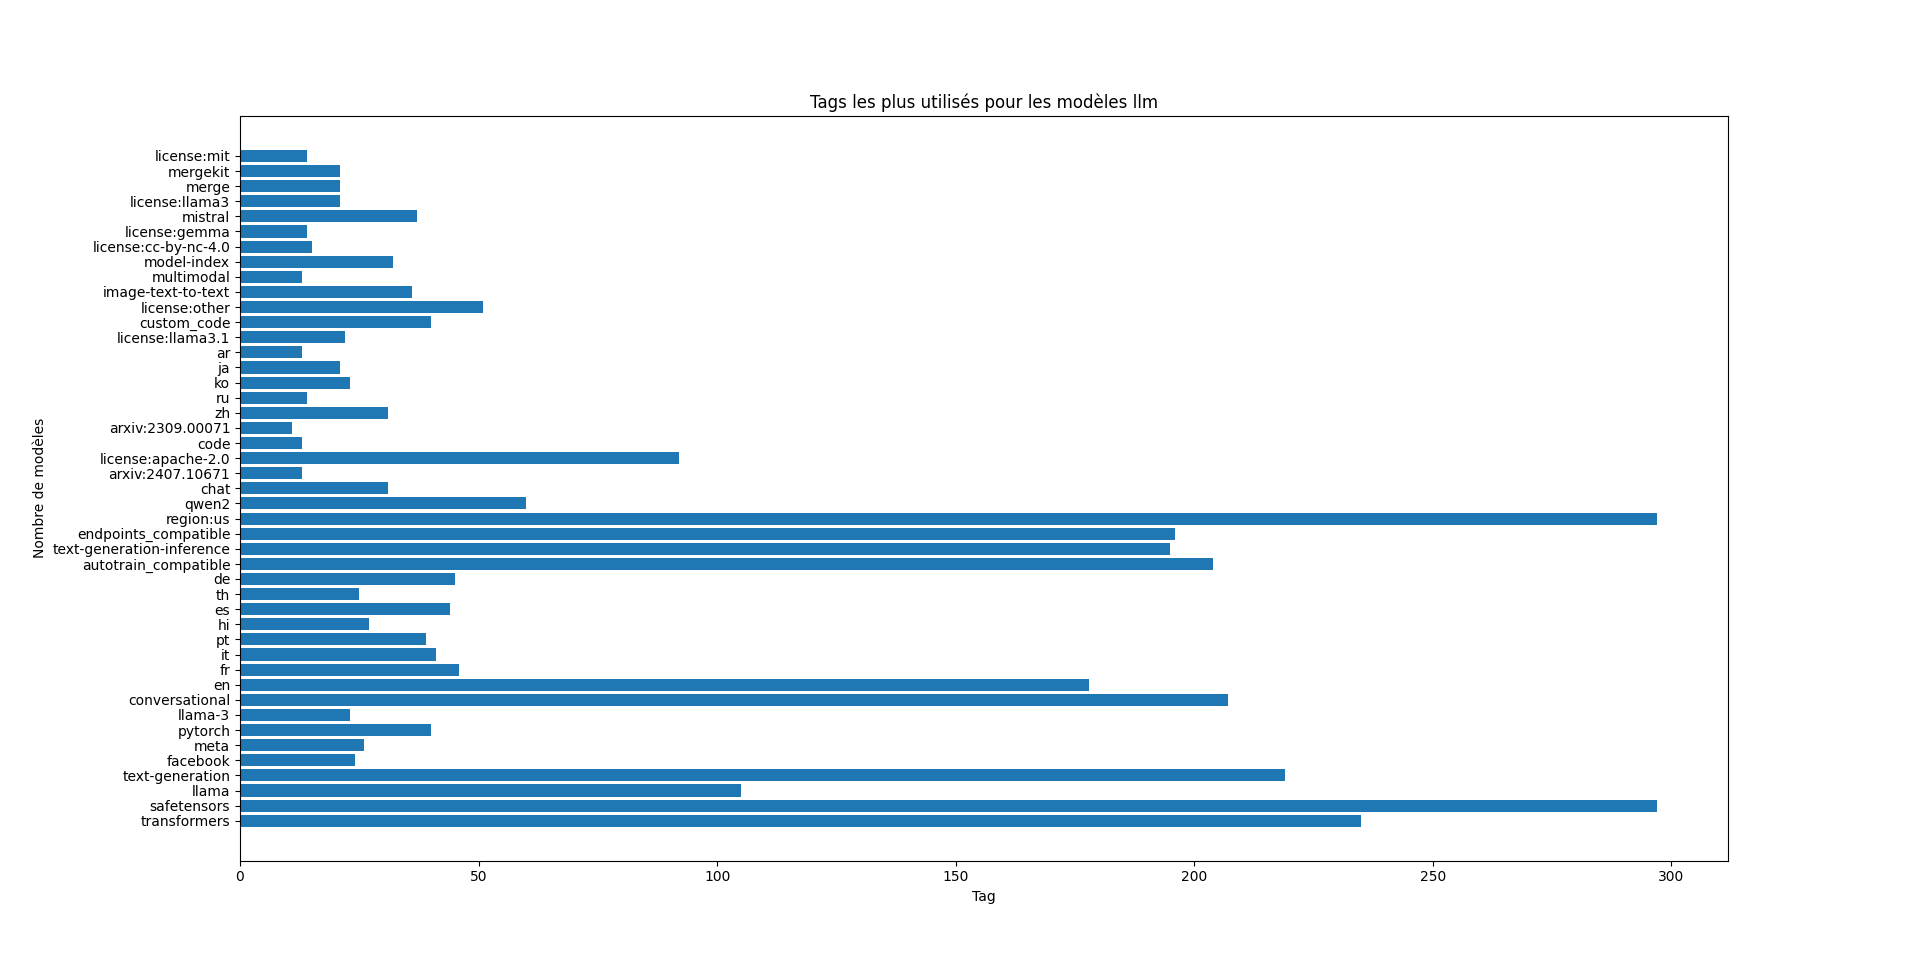 Tags les plus utilisés pour les modèles llm
license:mit
mergekit
merge
license:llama3
mistral
license:gemma
license:cc-by-nc-4.0
model-index
multimodal
image-text-to-text
license:other
custom_code
license:llama3.1
ar
ja
ko
ru
zh
arxiv:2309.00071
code
license:apache-2.0
arxiv:2407.10671
chat
qwen2
region:us
endpoints_compatible
text-generation-inference
autotrain_compatible
de
th
es
hi
pt
it
fr
en
conversational
llama-3
pytorch
meta
facebook
text-generation
llama
safetensors
transformers
Nombre de modèles
0 50 100 150 200 250 300
Tag